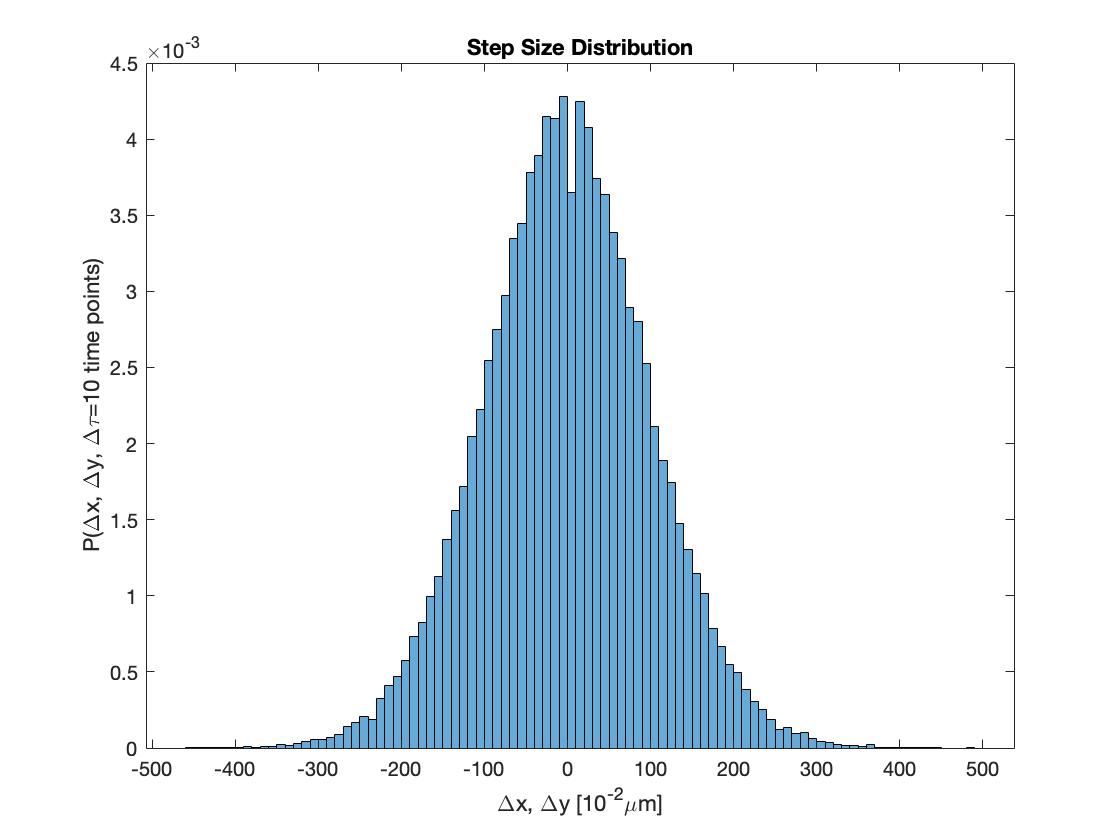 Step Size Distribution
×10⁻³
4.5
4
3.5
3
2.5
2
1.5
1
0.5
0
P(Δx, Δy, Δτ=10 time points)
-500 -400 -300 -200 -100 0 100 200 300 400 500
Δx, Δy [10⁻²μm]